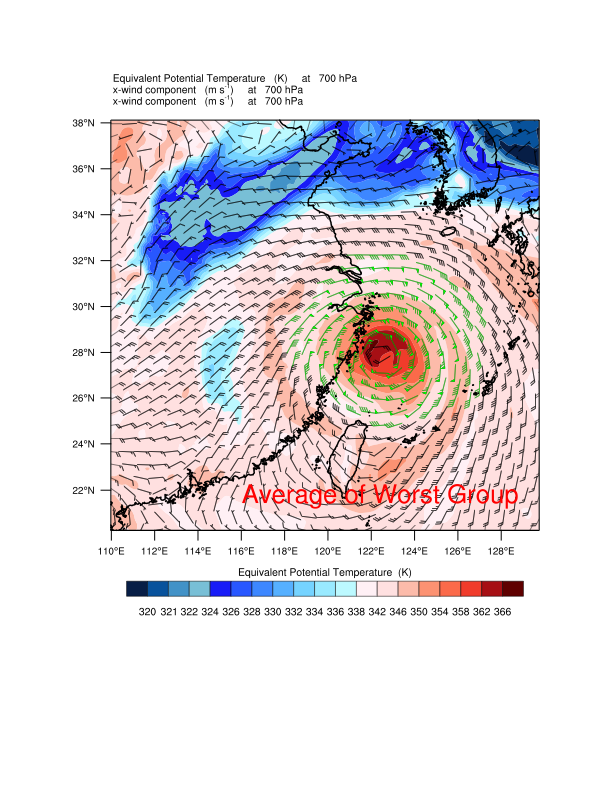 Equivalent Potential Temperature (K) at 700 hPa
x-wind component (m s-1) at 700 hPa
x-wind component (m s-1) at 700 hPa
38°N
36°N
34°N
32°N
30°N
28°N
26°N
24°N
22°N
Average of Worst Group
110°E 112°E 114°E 116°E 118°E 120°E 122°E 124°E 126°E 128°E
Equivalent Potential Temperature (K)
320 321 322 324 326 328 330 332 334 336 338 342 346 350 354 358 362 366